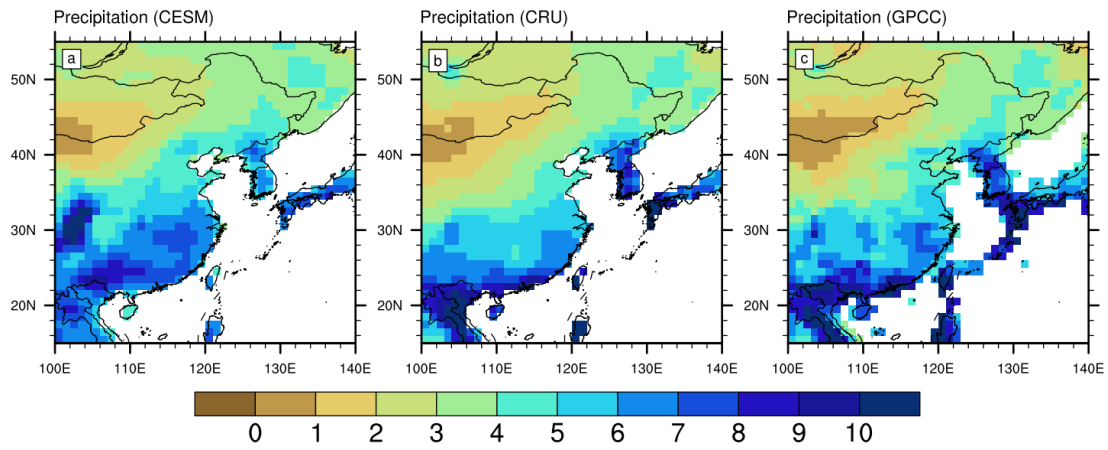 Precipitation (CESM) Precipitation (CRU) Precipitation (GPCC)
a b c
50N 50N 50N
40N 40N 40N
30N 30N 30N
20N 20N 20N
100E 110E 120E 130E 140E 100E 110E 120E 130E 140E 100E 110E 120E 130E 140E
0 1 2 3 4 5 6 7 8 9 10